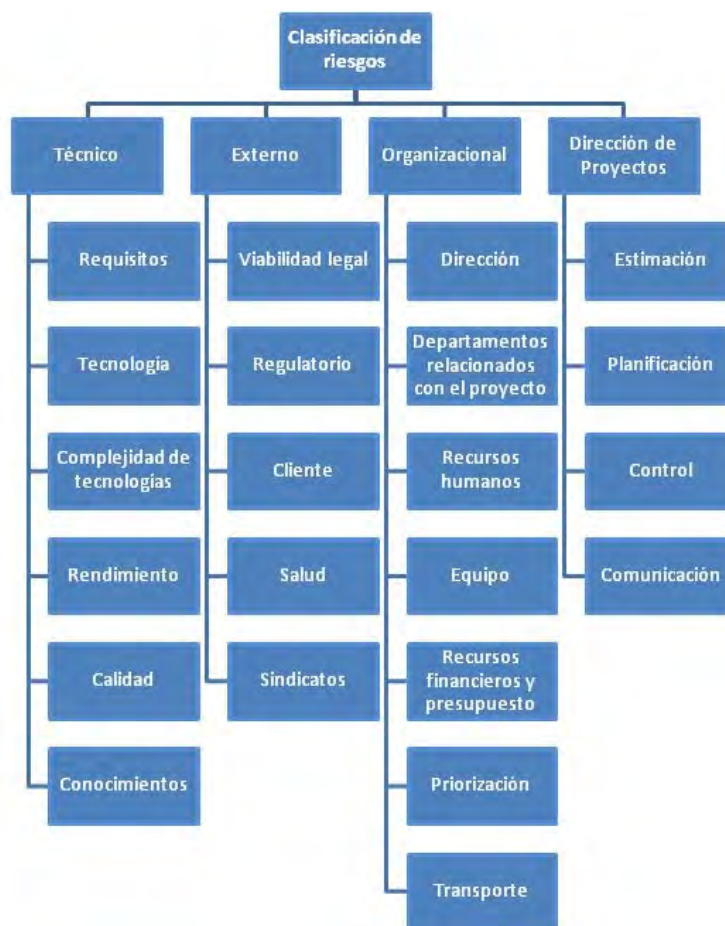 Clasificación de
riesgos
Técnico
Externo
Organizacional
Dirección de
Proyectos
Requisitos
Tecnología
Complejidad de
tecnologías
Rendimiento
Calidad
Conocimientos
Viabilidad legal
Regulatorio
Cliente
Salud
Sindicatos
Dirección
Departamentos
relacionados
con el proyecto
Recursos
humanos
Equipo
Recursos
financieros y
presupuesto
Priorización
Transporte
Estimación
Planificación
Control
Comunicación